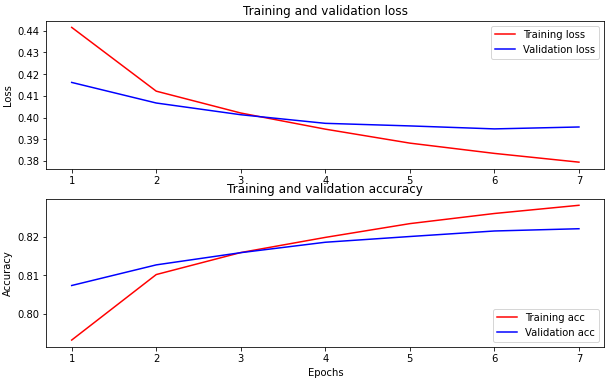 Training and validation loss
0.44
0.43
0.42
0.41
0.40
0.39
0.38
Loss
Training loss
Validation loss
1 2 3 4 5 6 7
Training and validation accuracy
0.82
0.81
0.80
Accuracy
Training acc
Validation acc
1 2 3 4 5 6 7
Epochs